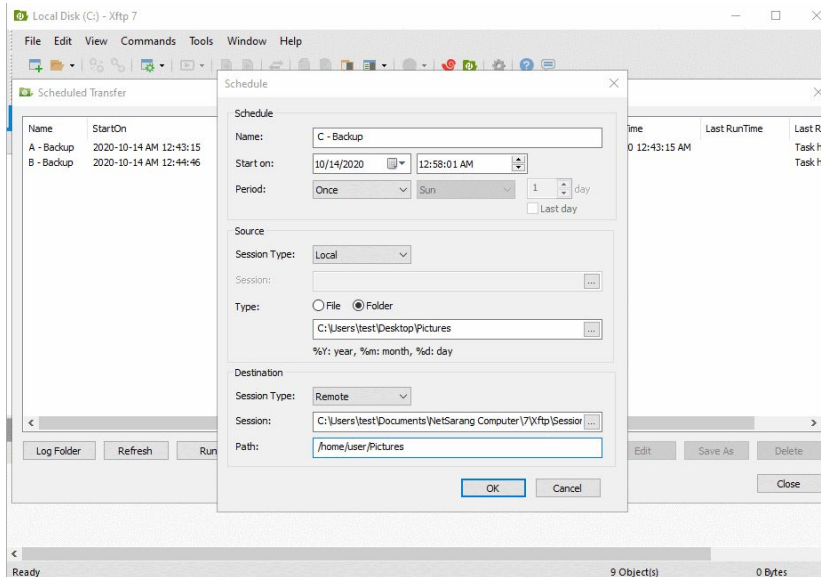 Local Disk (C:) - Xftp 7
File Edit View Commands Tools Window Help
Scheduled Transfer
Schedule
Name StartOn Time Last RunTime Last R
A - Backup 2020-10-14 AM 12:43:15 0 12:43:15 AM Task h
B - Backup 2020-10-14 AM 12:44:46 Task h
Schedule
Name: C - Backup
Start on: 10/14/2020 12:58:01 AM
Period: Once Sun 1 day
Last day
Source
Session Type: Local
Session: ...
Type: File Folder
C:\Users\test\Desktop\Pictures ...
%Y: year, %m: month, %d: day
Destination
Session Type: Remote
Session: C:\Users\test\Documents\NetSarang Computer\7\Xftp\Session ...
Path: /home/user/Pictures
Log Folder Refresh Run Edit Save As Delete
OK Cancel
Close
Ready 9 Object(s) 0 Bytes